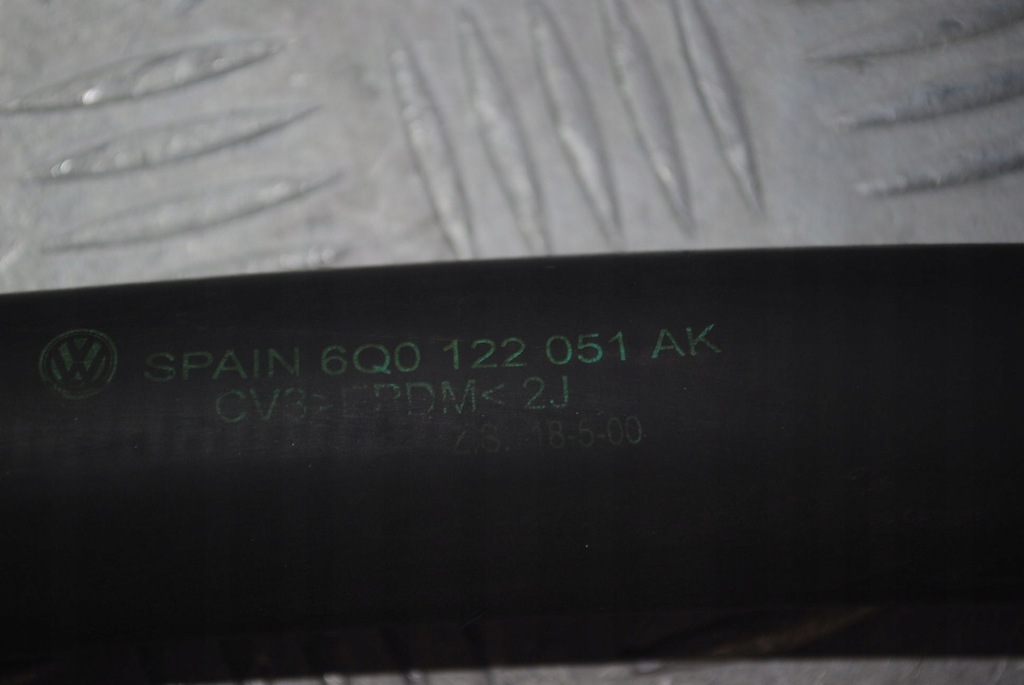 SPAIN 6Q0 122 051 AK
CV3>EPDM< 2J
Z.S. 18-5-00